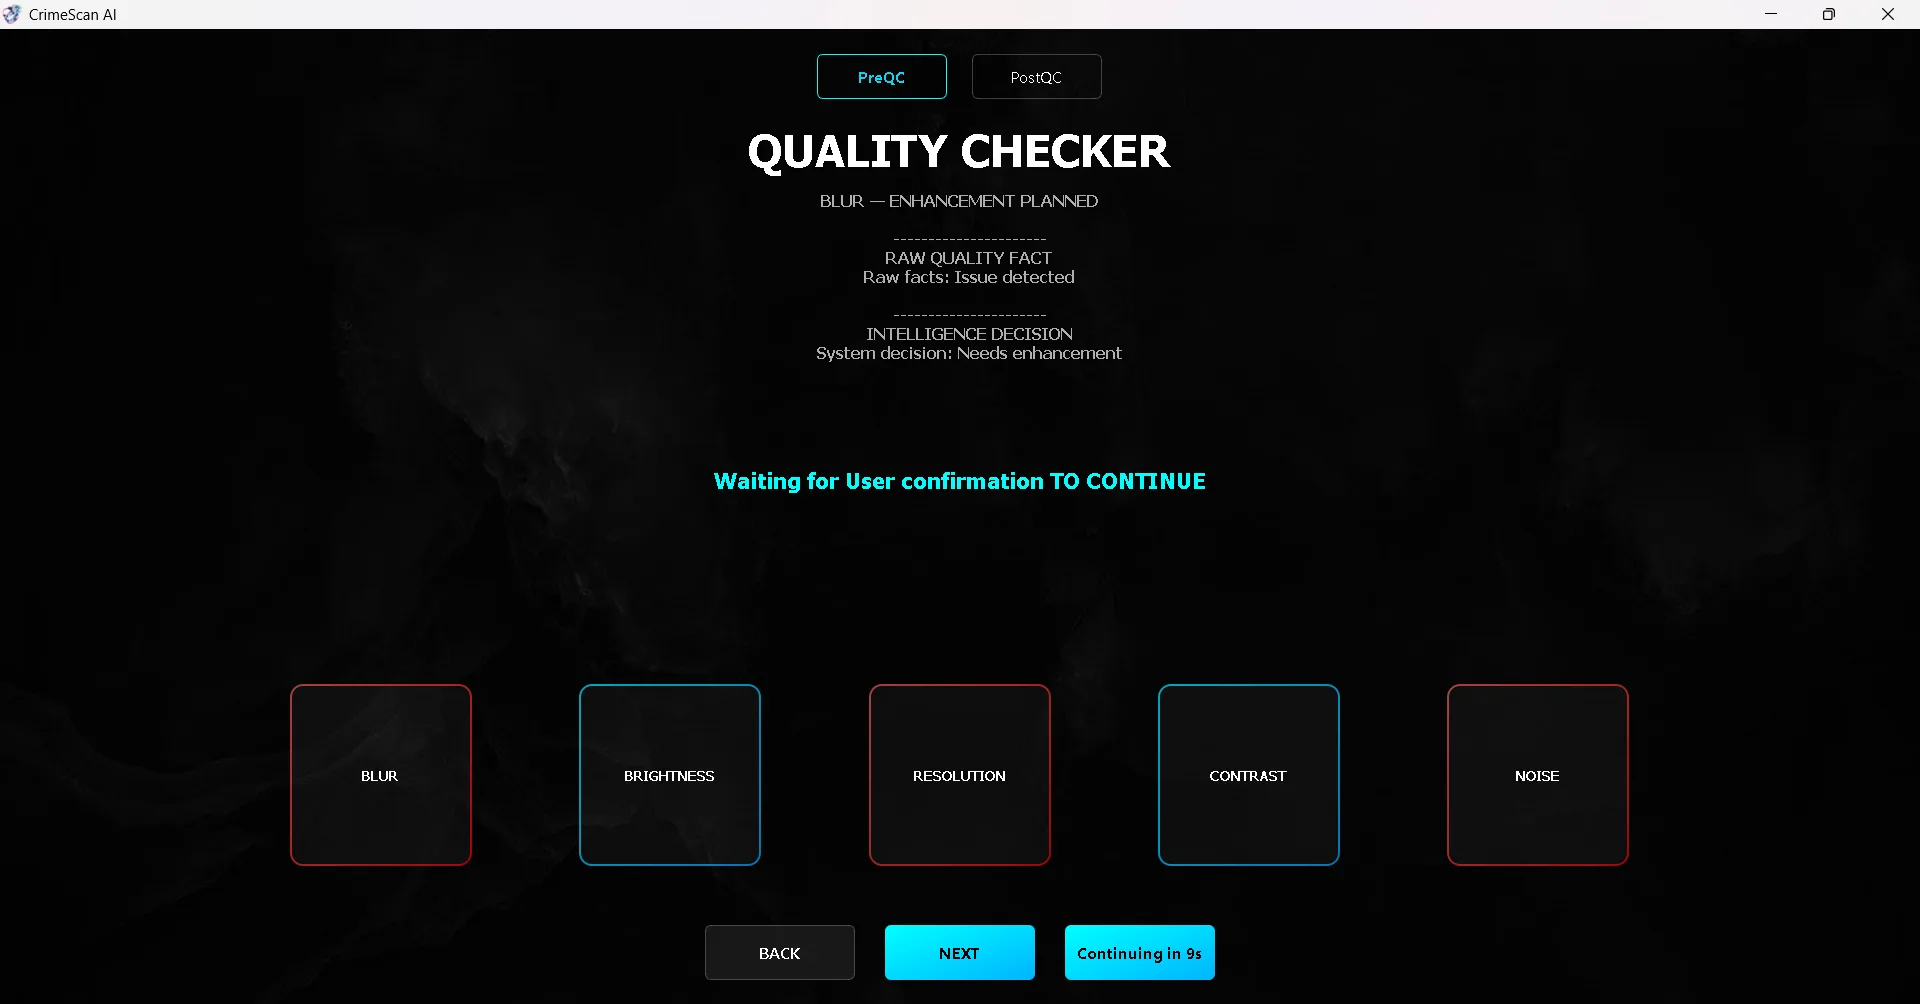 CrimeScan AI
PreQC
PostQC
QUALITY CHECKER
BLUR — ENHANCEMENT PLANNED
----------------------
RAW QUALITY FACT
Raw facts: Issue detected
----------------------
INTELLIGENCE DECISION
System decision: Needs enhancement
Waiting for User confirmation TO CONTINUE
BLUR
BRIGHTNESS
RESOLUTION
CONTRAST
NOISE
BACK
NEXT
Continuing in 9s